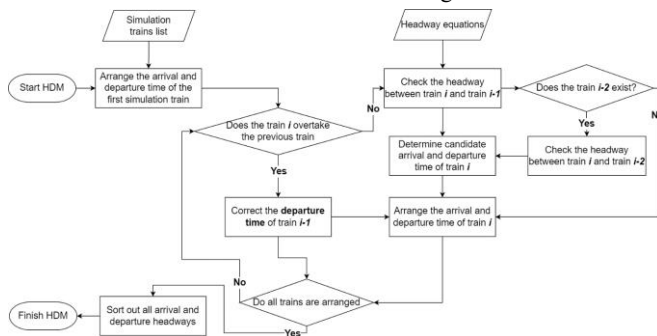 Simulation
trains list
Headway equations
Start HDM
Arrange the arrival and
departure time of the
first simulation train
Check the headway
between train i and train i-1
Does the train i-2 exist?
No
Does the train i overtake
the previous train
Yes
Determine candidate
arrival and departure
time of train i
Check the headway
between train i and train i-2
Yes
Correct the departure
time of train i-1
Arrange the arrival and
departure time of train i
No
Do all trains are arranged
Finish HDM
Sort out all arrival and
departure headways
Yes